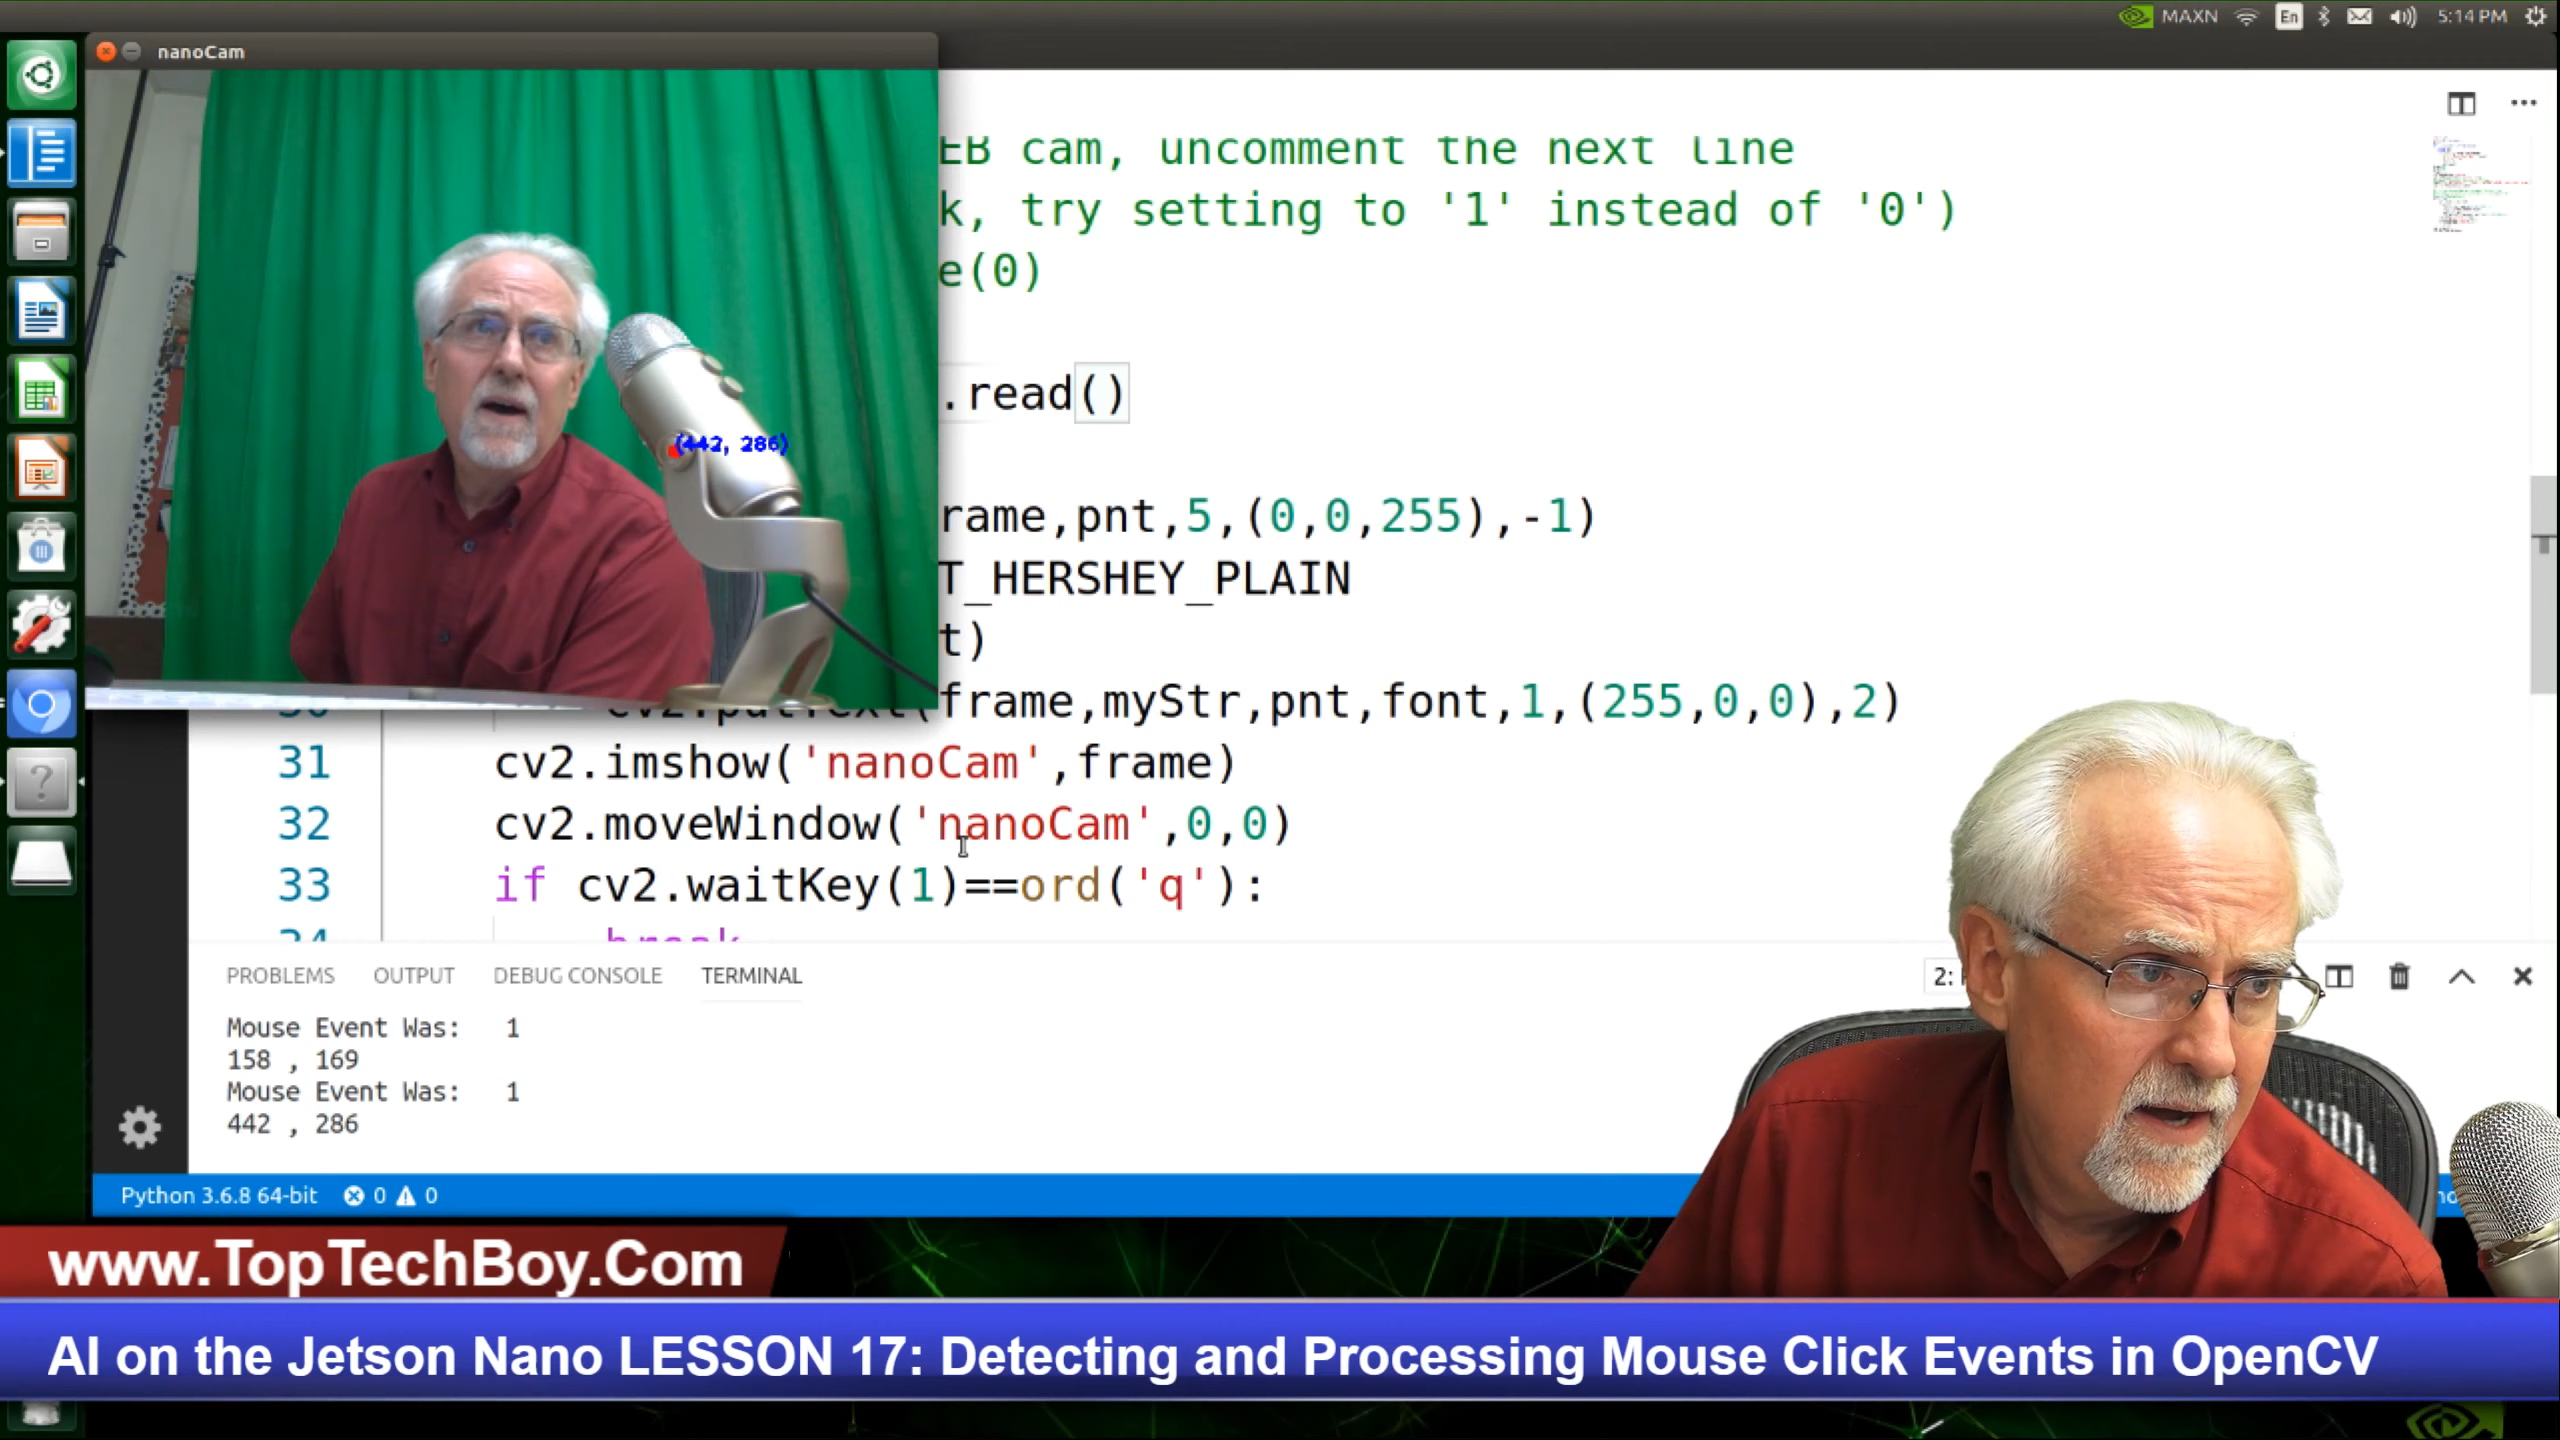 MAXN En 5:14 PM
nanoCam
EB cam, uncomment the next line
k, try setting to '1' instead of '0')
e(0)
.read()
(442, 286)
rame,pnt,5,(0,0,255),-1)
T_HERSHEY_PLAIN
t)
cv2.putText(frame,myStr,pnt,font,1,(255,0,0),2)
31 cv2.imshow('nanoCam',frame)
32 cv2.moveWindow('nanoCam',0,0)
33 if cv2.waitKey(1)==ord('q'):
34 break
PROBLEMS OUTPUT DEBUG CONSOLE TERMINAL 2:
Mouse Event Was: 1
158 , 169
Mouse Event Was: 1
442 , 286
Python 3.6.8 64-bit 0 0
www.TopTechBoy.Com
AI on the Jetson Nano LESSON 17: Detecting and Processing Mouse Click Events in OpenCV